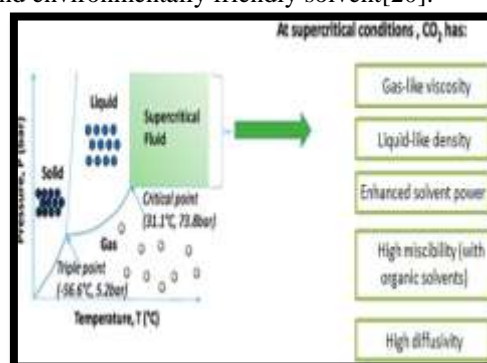 and environmentally friendly solvent[20].
At supercritical conditions , CO2 has:
Pressure, P (bar)
Solid
Liquid
Supercritical
Fluid
Critical point
(31.1°C, 73.8bar)
Gas
Triple point
(-56.6°C, 5.2bar)
Temperature, T (°C)
Gas-like viscosity
Liquid-like density
Enhanced solvent power
High miscibility (with
organic solvents)
High diffusivity